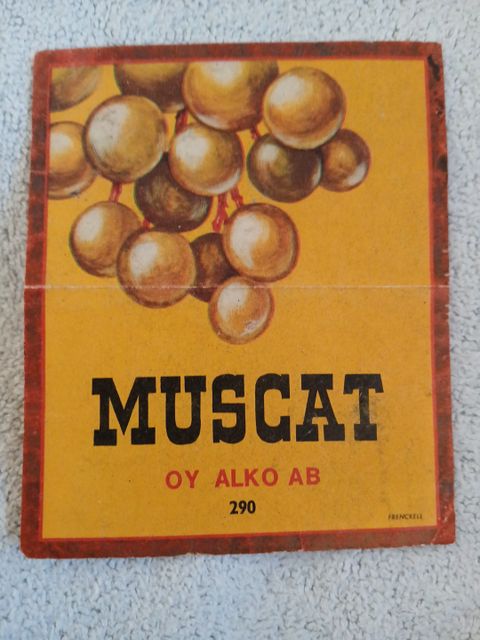 MUSCAT
OY ALKO AB
290
FRENCKELL